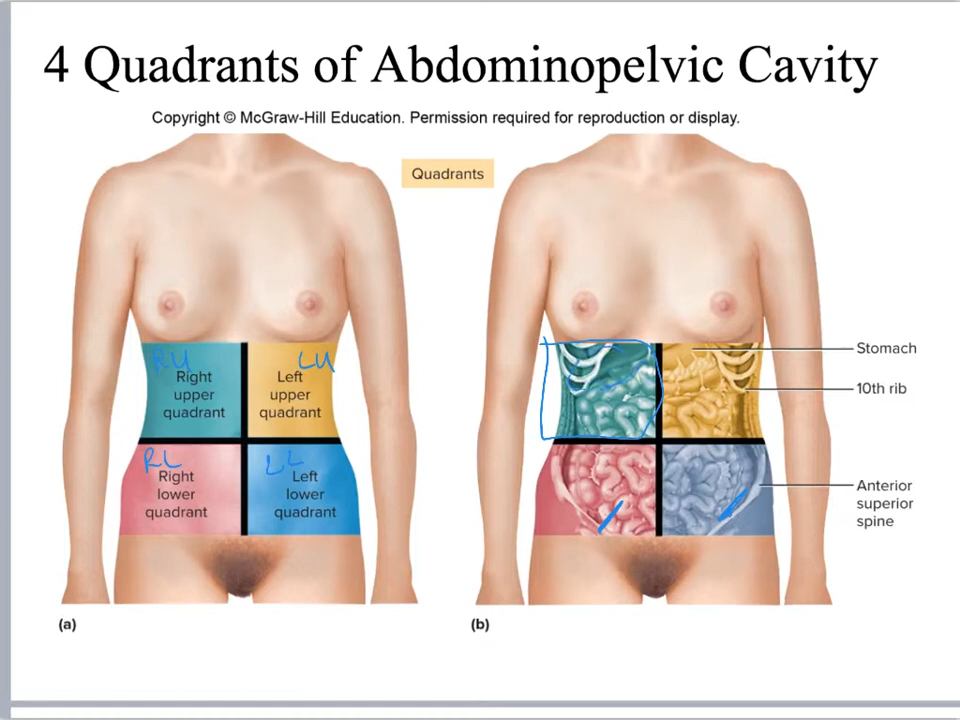 4 Quadrants of Abdominopelvic Cavity
Copyright © McGraw-Hill Education. Permission required for reproduction or display.
Quadrants
RU
Right
upper
quadrant
LU
Left
upper
quadrant
RL
Right
lower
quadrant
LL
Left
lower
quadrant
Stomach
10th rib
Anterior
superior
spine
(a)
(b)